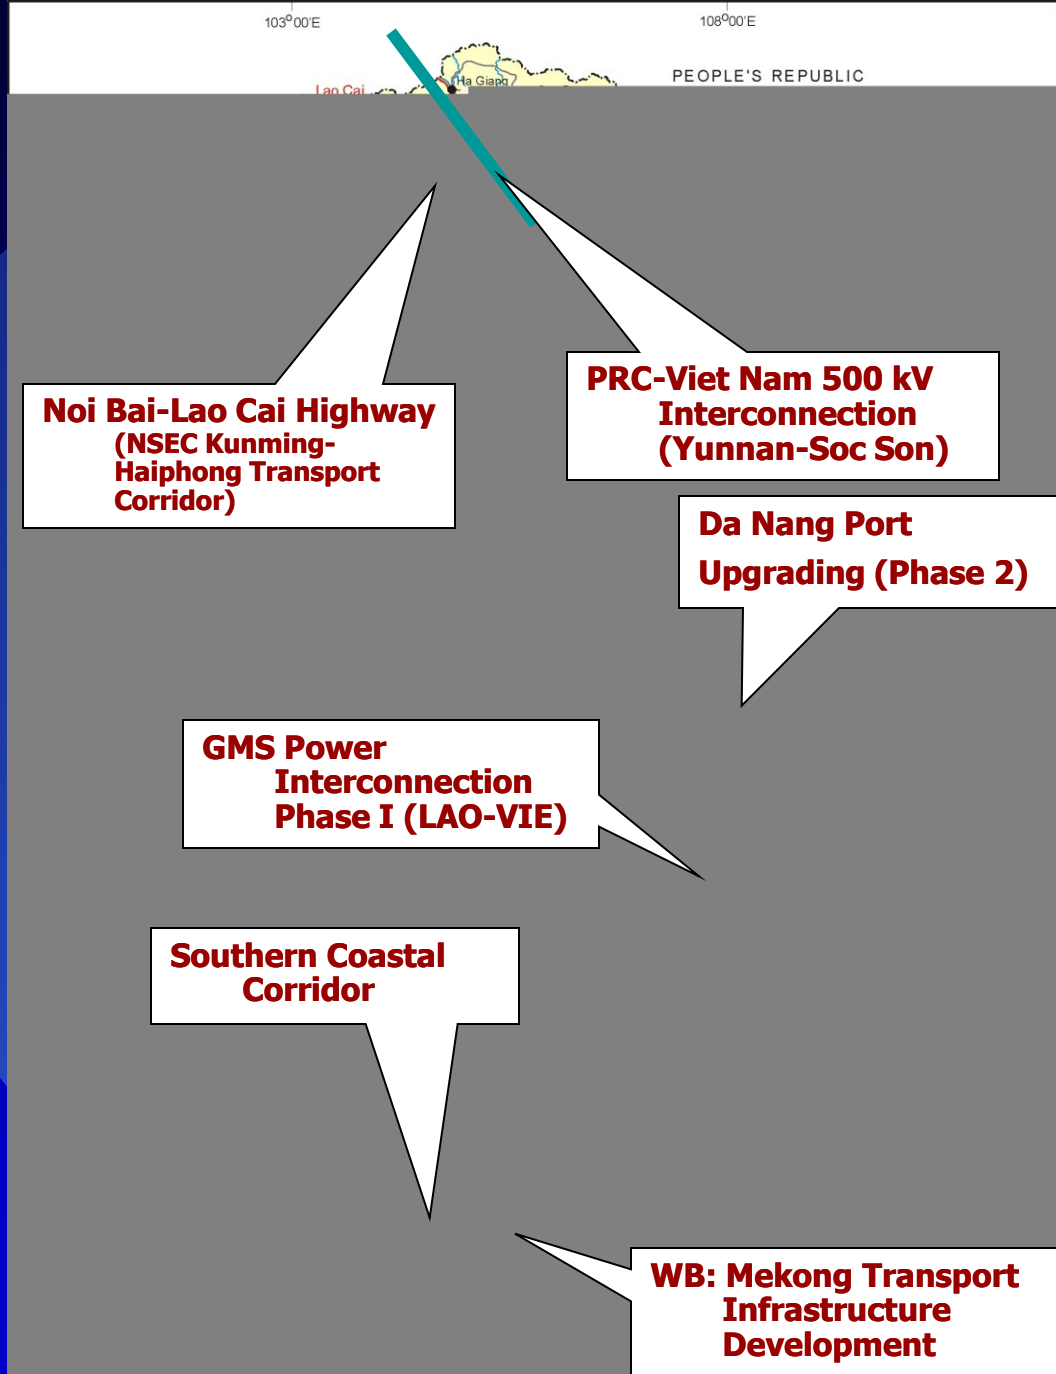 103°00'E
108°00'E
PEOPLE'S REPUBLIC
Ha Giang
Lao Cai
PRC-Viet Nam 500 kV
Interconnection
(Yunnan-Soc Son)
Noi Bai-Lao Cai Highway
(NSEC Kunming-
Haiphong Transport
Corridor)
Da Nang Port
Upgrading (Phase 2)
GMS Power
Interconnection
Phase I (LAO-VIE)
Southern Coastal
Corridor
WB: Mekong Transport
Infrastructure
Development